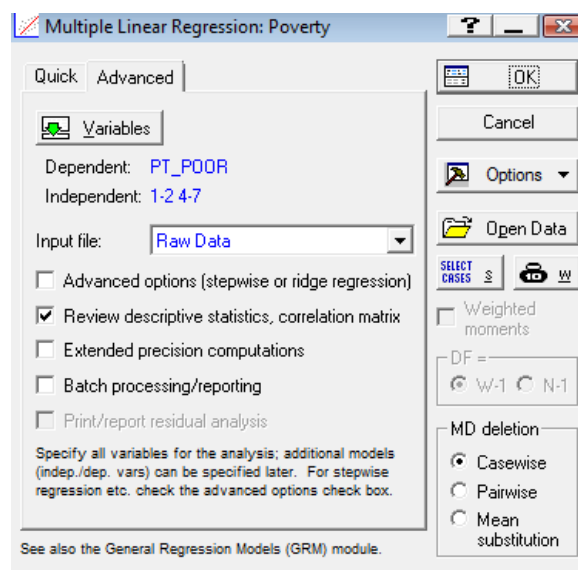 Multiple Linear Regression: Poverty
?
Quick
Advanced
Variables
Dependent: PT_POOR
Independent: 1-2 4-7
Input file: Raw Data
Advanced options (stepwise or ridge regression)
Review descriptive statistics, correlation matrix
Extended precision computations
Batch processing/reporting
Print/report residual analysis
Specify all variables for the analysis; additional models
(indep./dep. vars) can be specified later. For stepwise
regression etc. check the advanced options check box.
See also the General Regression Models (GRM) module.
OK
Cancel
Options
Open Data
SELECT
CASES S
W
Weighted
moments
DF =
W-1 N-1
MD deletion
Casewise
Pairwise
Mean
substitution